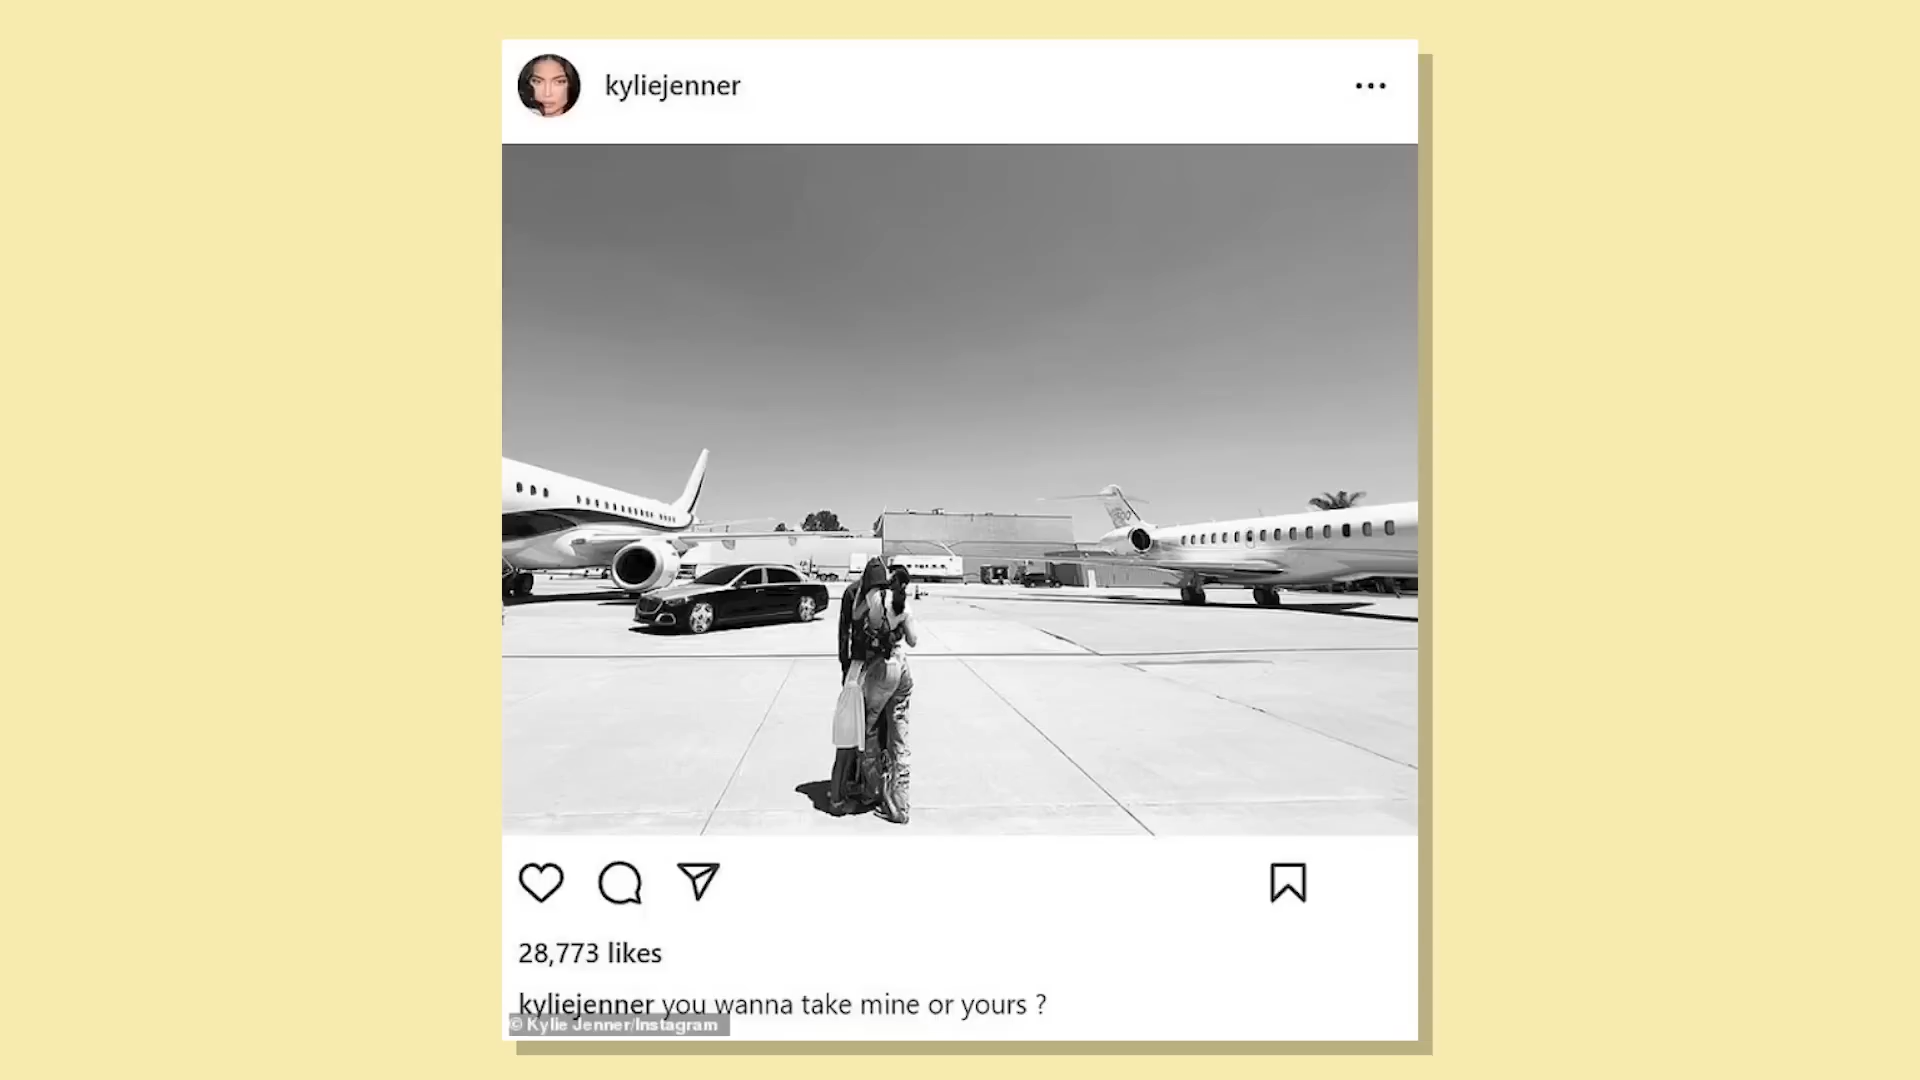 kyliejenner
28,773 likes
kyliejenner you wanna take mine or yours ?
© Kylie Jenner/Instagram